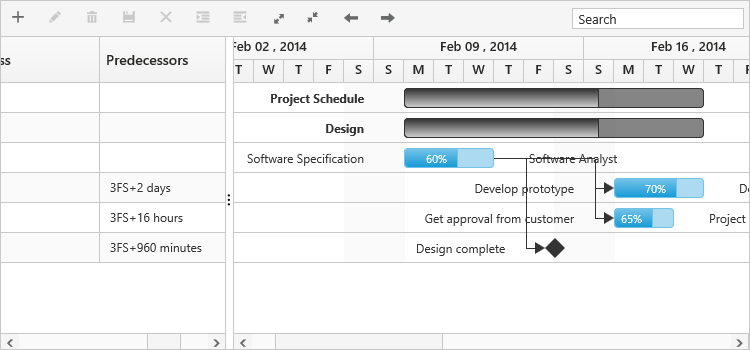 Search
ss
Predecessors
Feb 02 , 2014
Feb 09 , 2014
Feb 16 , 2014
T W T F S S M T W T F S S M T W T F
Project Schedule
Design
Software Specification
60%
Software Analyst
3FS+2 days
Develop prototype
70%
De
3FS+16 hours
Get approval from customer
65%
Project
3FS+960 minutes
Design complete